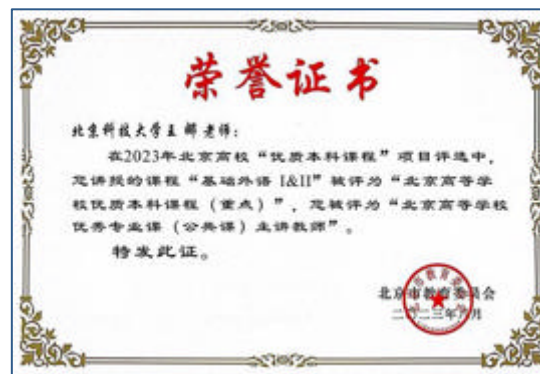 荣誉证书
北京科技大学王娜老师:
在2023年北京高校“优质本科课程”项目评选中,
您讲授的课程“基础外语 I&II”被评为“北京高等学
校优质本科课程(重点)”,您被评为“北京高等学校
优秀专业课(公共课)主讲教师”。
特发此证。
北京市教育委员会
二〇二三年 月